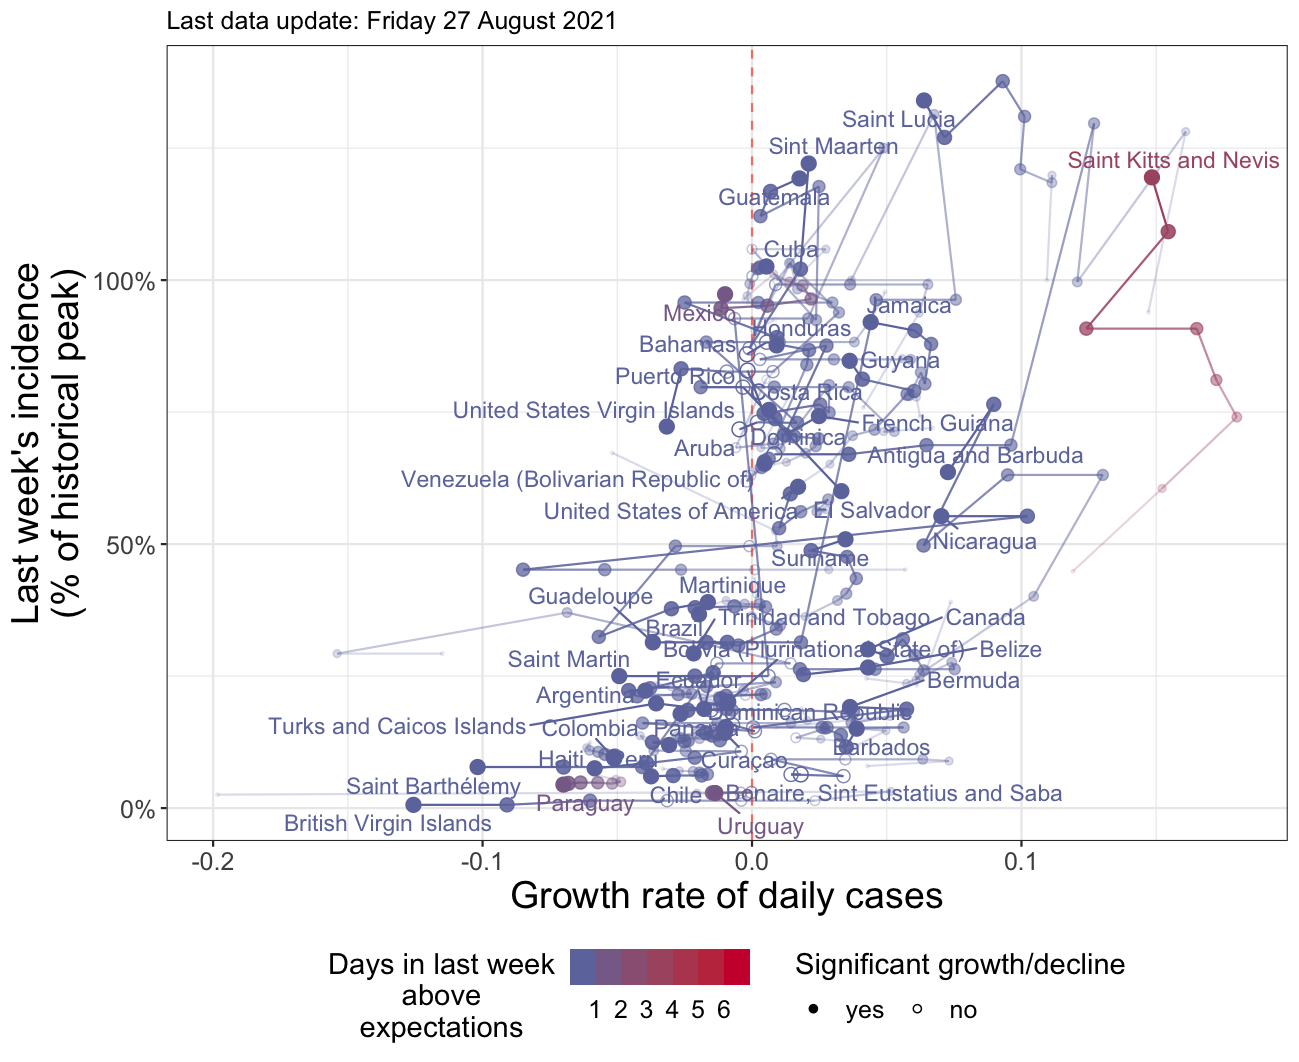 Last data update: Friday 27 August 2021
Last week's incidence
(% of historical peak)
100%
50%
0%
Saint Lucia
Sint Maarten
Saint Kitts and Nevis
Guatemala
Cuba
Jamaica
Mexico
Honduras
Bahamas
Guyana
Puerto Rico
Costa Rica
United States Virgin Islands
French Guiana
Dominica
Aruba
Antigua and Barbuda
Venezuela (Bolivarian Republic of)
United States of America
El Salvador
Nicaragua
Suriname
Martinique
Guadeloupe
Trinidad and Tobago
Canada
Brazil
Bolivia (Plurinational State of)
Belize
Saint Martin
Ecuador
Bermuda
Argentina
Dominican Republic
Turks and Caicos Islands
Colombia
Panama
Barbados
Haiti
Peru
Curaçao
Saint Barthélemy
Chile
Bonaire, Sint Eustatius and Saba
Paraguay
British Virgin Islands
Uruguay
-0.2
-0.1
0.0
0.1
Growth rate of daily cases
Days in last week
above
expectations
1 2 3 4 5 6
Significant growth/decline
yes
no